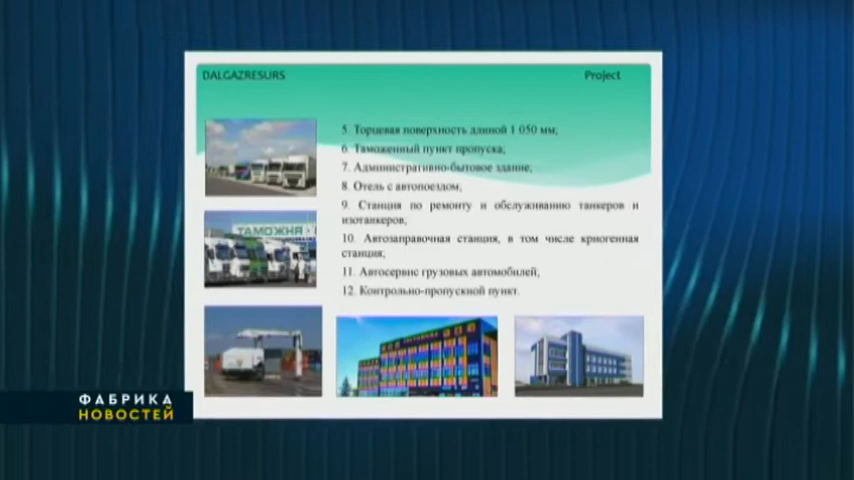 DALGAZRESURS Project
5. Торцевая поверхность длиной 1 050 мм;
6. Таможенный пункт пропуска;
7. Административно-бытовое здание;
8. Отель с автопоездом;
9. Станция по ремонту и обслуживанию танкеров и
изотанкеров;
10. Автозаправочная станция, в том числе криогенная
станция;
11. Автосервис грузовых автомобилей;
12. Контрольно-пропускной пункт.
ТАМОЖНЯ
ФАБРИКА
НОВОСТЕЙ